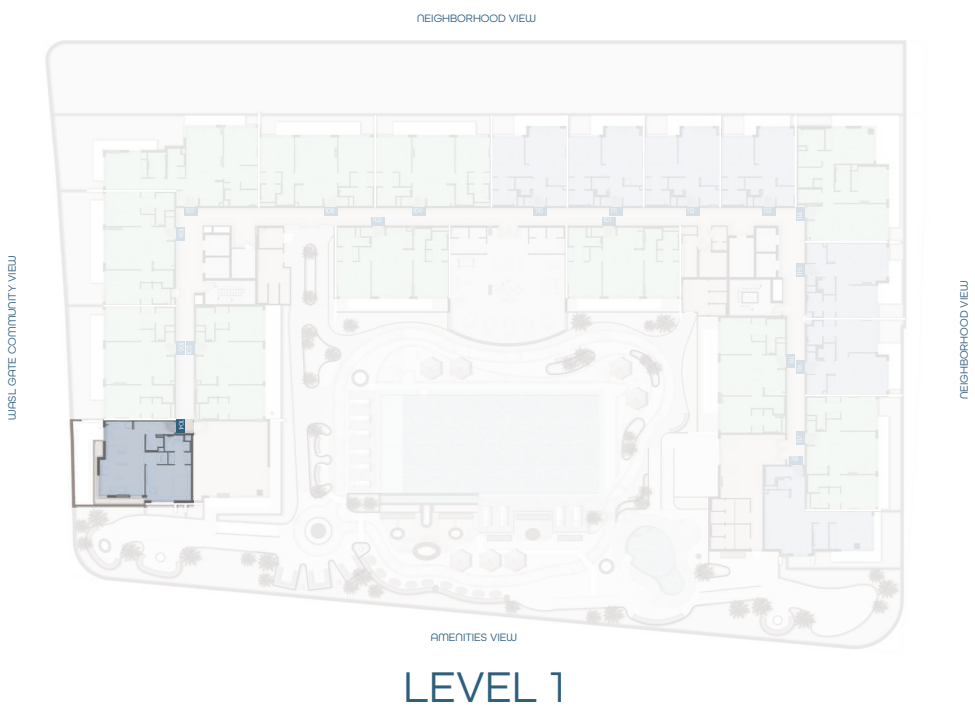 NEIGHBORHOOD VIEW
WASL GATE COMMUNITY VIEW
NEIGHBORHOOD VIEW
AMENITIES VIEW
LEVEL 1